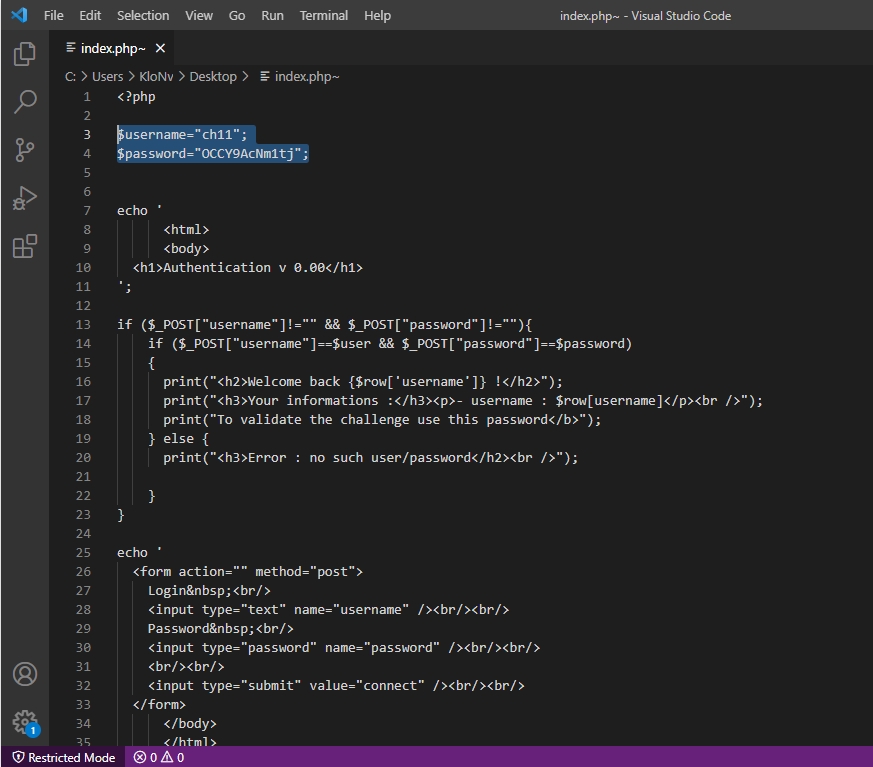 File Edit Selection View Go Run Terminal Help index.php~ - Visual Studio Code
index.php~
C: > Users > KloNv > Desktop > index.php~
1 <?php
2
3 $username="ch11";
4 $password="OCCY9AcNm1tj";
5
6
7 echo '
8 <html>
9 <body>
10 <h1>Authentication v 0.00</h1>
11 ';
12
13 if ($_POST["username"]!="" && $_POST["password"]!=""){
14 if ($_POST["username"]==$user && $_POST["password"]==$password)
15 {
16 print("<h2>Welcome back {$row['username']} !</h2>");
17 print("<h3>Your informations :</h3><p>- username : $row[username]</p><br />");
18 print("To validate the challenge use this password</b>");
19 } else {
20 print("<h3>Error : no such user/password</h2><br />");
21
22 }
23 }
24
25 echo '
26 <form action="" method="post">
27 Login&nbsp;<br/>
28 <input type="text" name="username" /><br/><br/>
29 Password&nbsp;<br/>
30 <input type="password" name="password" /><br/><br/>
31 <br/><br/>
32 <input type="submit" value="connect" /><br/><br/>
33 </form>
34 </body>
35 </html>
1
Restricted Mode 0 0